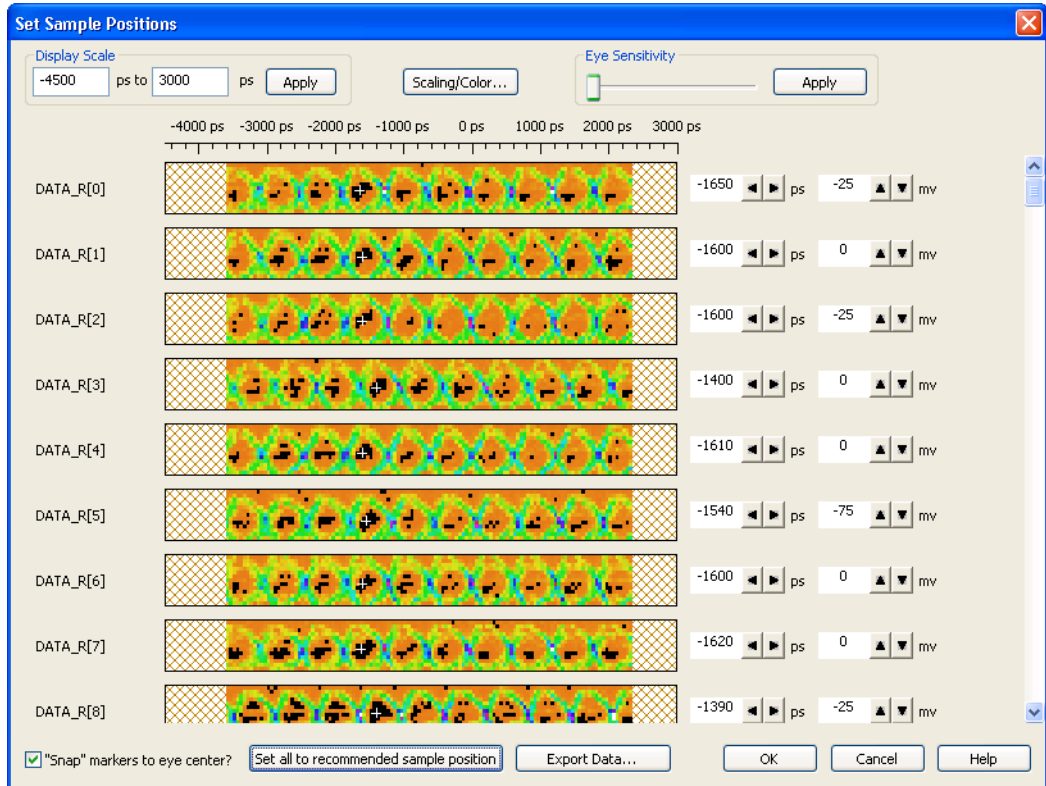 Set Sample Positions
Display Scale
-4500 ps to 3000 ps Apply
Scaling/Color...
Eye Sensitivity
Apply
-4000 ps -3000 ps -2000 ps -1000 ps 0 ps 1000 ps 2000 ps 3000 ps
DATA_R[0] -1650 ps -25 mv
DATA_R[1] -1600 ps 0 mv
DATA_R[2] -1600 ps -25 mv
DATA_R[3] -1400 ps 0 mv
DATA_R[4] -1610 ps 0 mv
DATA_R[5] -1540 ps -75 mv
DATA_R[6] -1600 ps 0 mv
DATA_R[7] -1620 ps 0 mv
DATA_R[8] -1390 ps -25 mv
"Snap" markers to eye center? Set all to recommended sample position Export Data... OK Cancel Help